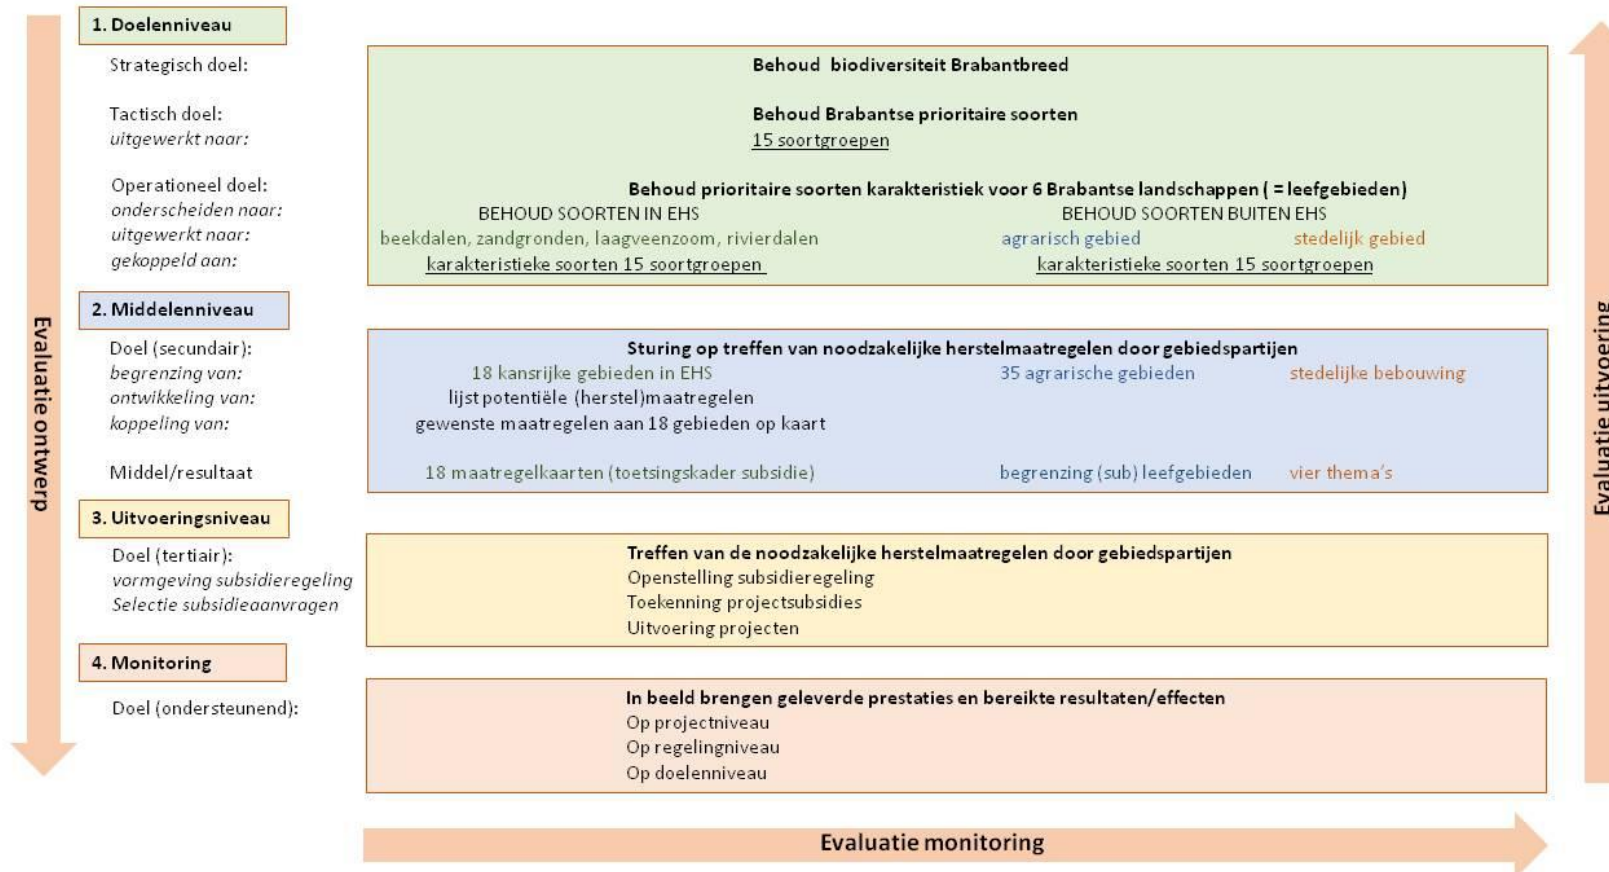 1. Doelenniveau
Strategisch doel:
Behoud biodiversiteit Brabantbreed
Tactisch doel:
Behoud Brabantse prioritaire soorten
uitgewerkt naar:
15 soortgroepen
Operationeel doel:
Behoud prioritaire soorten karakteristiek voor 6 Brabantse landschappen ( = leefgebieden)
onderscheiden naar:
BEHOUD SOORTEN IN EHS
BEHOUD SOORTEN BUITEN EHS
uitgewerkt naar:
beekdalen, zandgronden, laagveenzoom, rivierdalen
agrarisch gebied
stedelijk gebied
gekoppeld aan:
karakteristieke soorten 15 soortgroepen
karakteristieke soorten 15 soortgroepen
2. Middelenniveau
Doel (secundair):
Sturing op treffen van noodzakelijke herstelmaatregelen door gebiedspartijen
begrenzing van:
18 kansrijke gebieden in EHS
35 agrarische gebieden
stedelijke bebouwing
ontwikkeling van:
lijst potentiële (herstel)maatregelen
koppeling van:
gewenste maatregelen aan 18 gebieden op kaart
Middel/resultaat
18 maatregelkaarten (toetsingskader subsidie)
begrenzing (sub) leefgebieden
vier thema's
3. Uitvoeringsniveau
Doel (tertiair):
Treffen van de noodzakelijke herstelmaatregelen door gebiedspartijen
vormgeving subsidieregeling
Openstelling subsidieregeling
Selectie subsidieaanvragen
Toekenning projectsubsidies
Uitvoering projecten
4. Monitoring
Doel (ondersteunend):
In beeld brengen geleverde prestaties en bereikte resultaten/effecten
Op projectniveau
Op regelingniveau
Op doelenniveau
Evaluatie ontwerp
Evaluatie uitvoering
Evaluatie monitoring